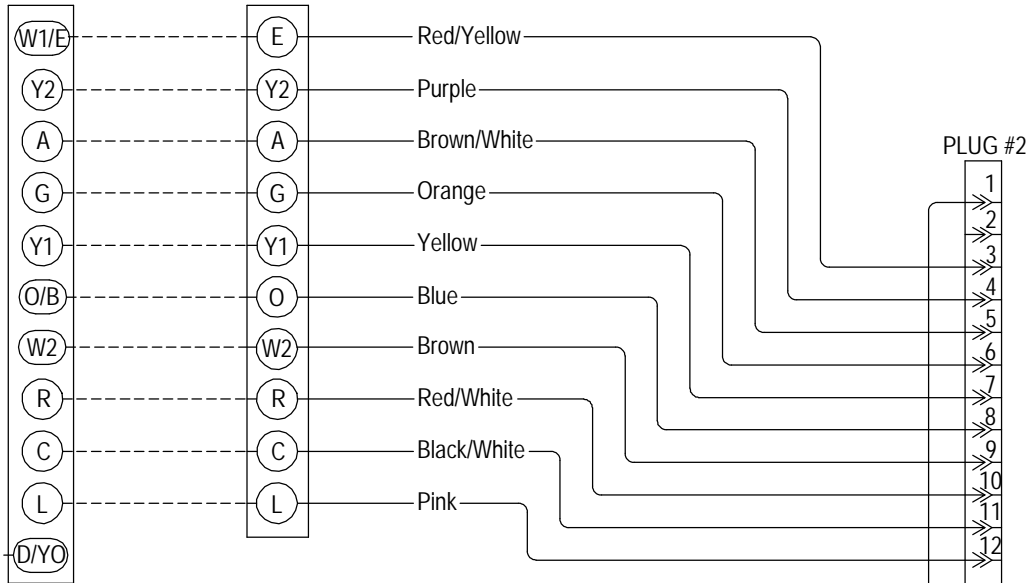 W1/E E Red/Yellow
Y2 Y2 Purple
A A Brown/White
PLUG #2
G G Orange
1
Y1 Y1 Yellow
2
3
O/B O Blue
4
5
W2 W2 Brown
6
7
R R Red/White
8
C C Black/White
9
10
L L Pink
11
12
D/YO